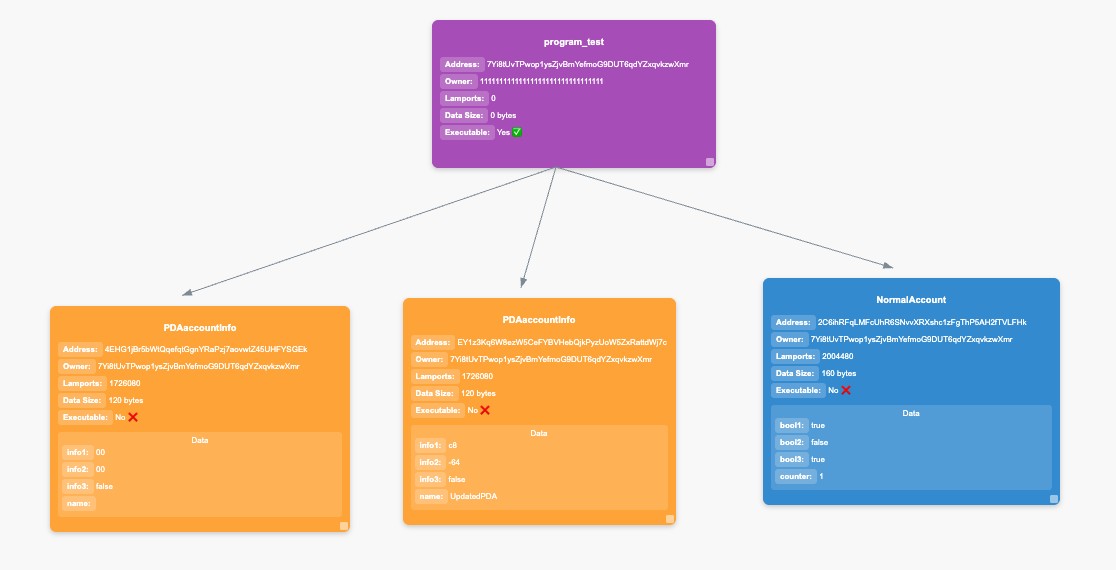 program_test
Address: 7Yi8tUvTPwop1ysZjvBmYefmoG9DUT6qdYZxqvkzwXmr
Owner: 11111111111111111111111111111111
Lamports: 0
Data Size: 0 bytes
Executable: Yes ✅
PDAaccountInfo
Address: 4EHG1jBr5bWtQqefqtGgnYRaPzj7aovwtZ45UHFYSGEk
Owner: 7Yi8tUvTPwop1ysZjvBmYefmoG9DUT6qdYZxqvkzwXmr
Lamports: 1726080
Data Size: 120 bytes
Executable: No ❌
Data
info1: 00
info2: 00
info3: false
name:
PDAaccountInfo
Address: EY1z3Kq6W8ezW5CeFYBVHebQjkPyzUoW5ZxRatidWj7c
Owner: 7Yi8tUvTPwop1ysZjvBmYefmoG9DUT6qdYZxqvkzwXmr
Lamports: 1726080
Data Size: 120 bytes
Executable: No ❌
Data
info1: c8
info2: -64
info3: false
name: UpdatedPDA
NormalAccount
Address: 2C6ihRFqLMFcUhR6SNvvXRXshc1zFgThP5AH2fTVLFHk
Owner: 7Yi8tUvTPwop1ysZjvBmYefmoG9DUT6qdYZxqvkzwXmr
Lamports: 2004480
Data Size: 160 bytes
Executable: No ❌
Data
bool1: true
bool2: false
bool3: true
counter: 1